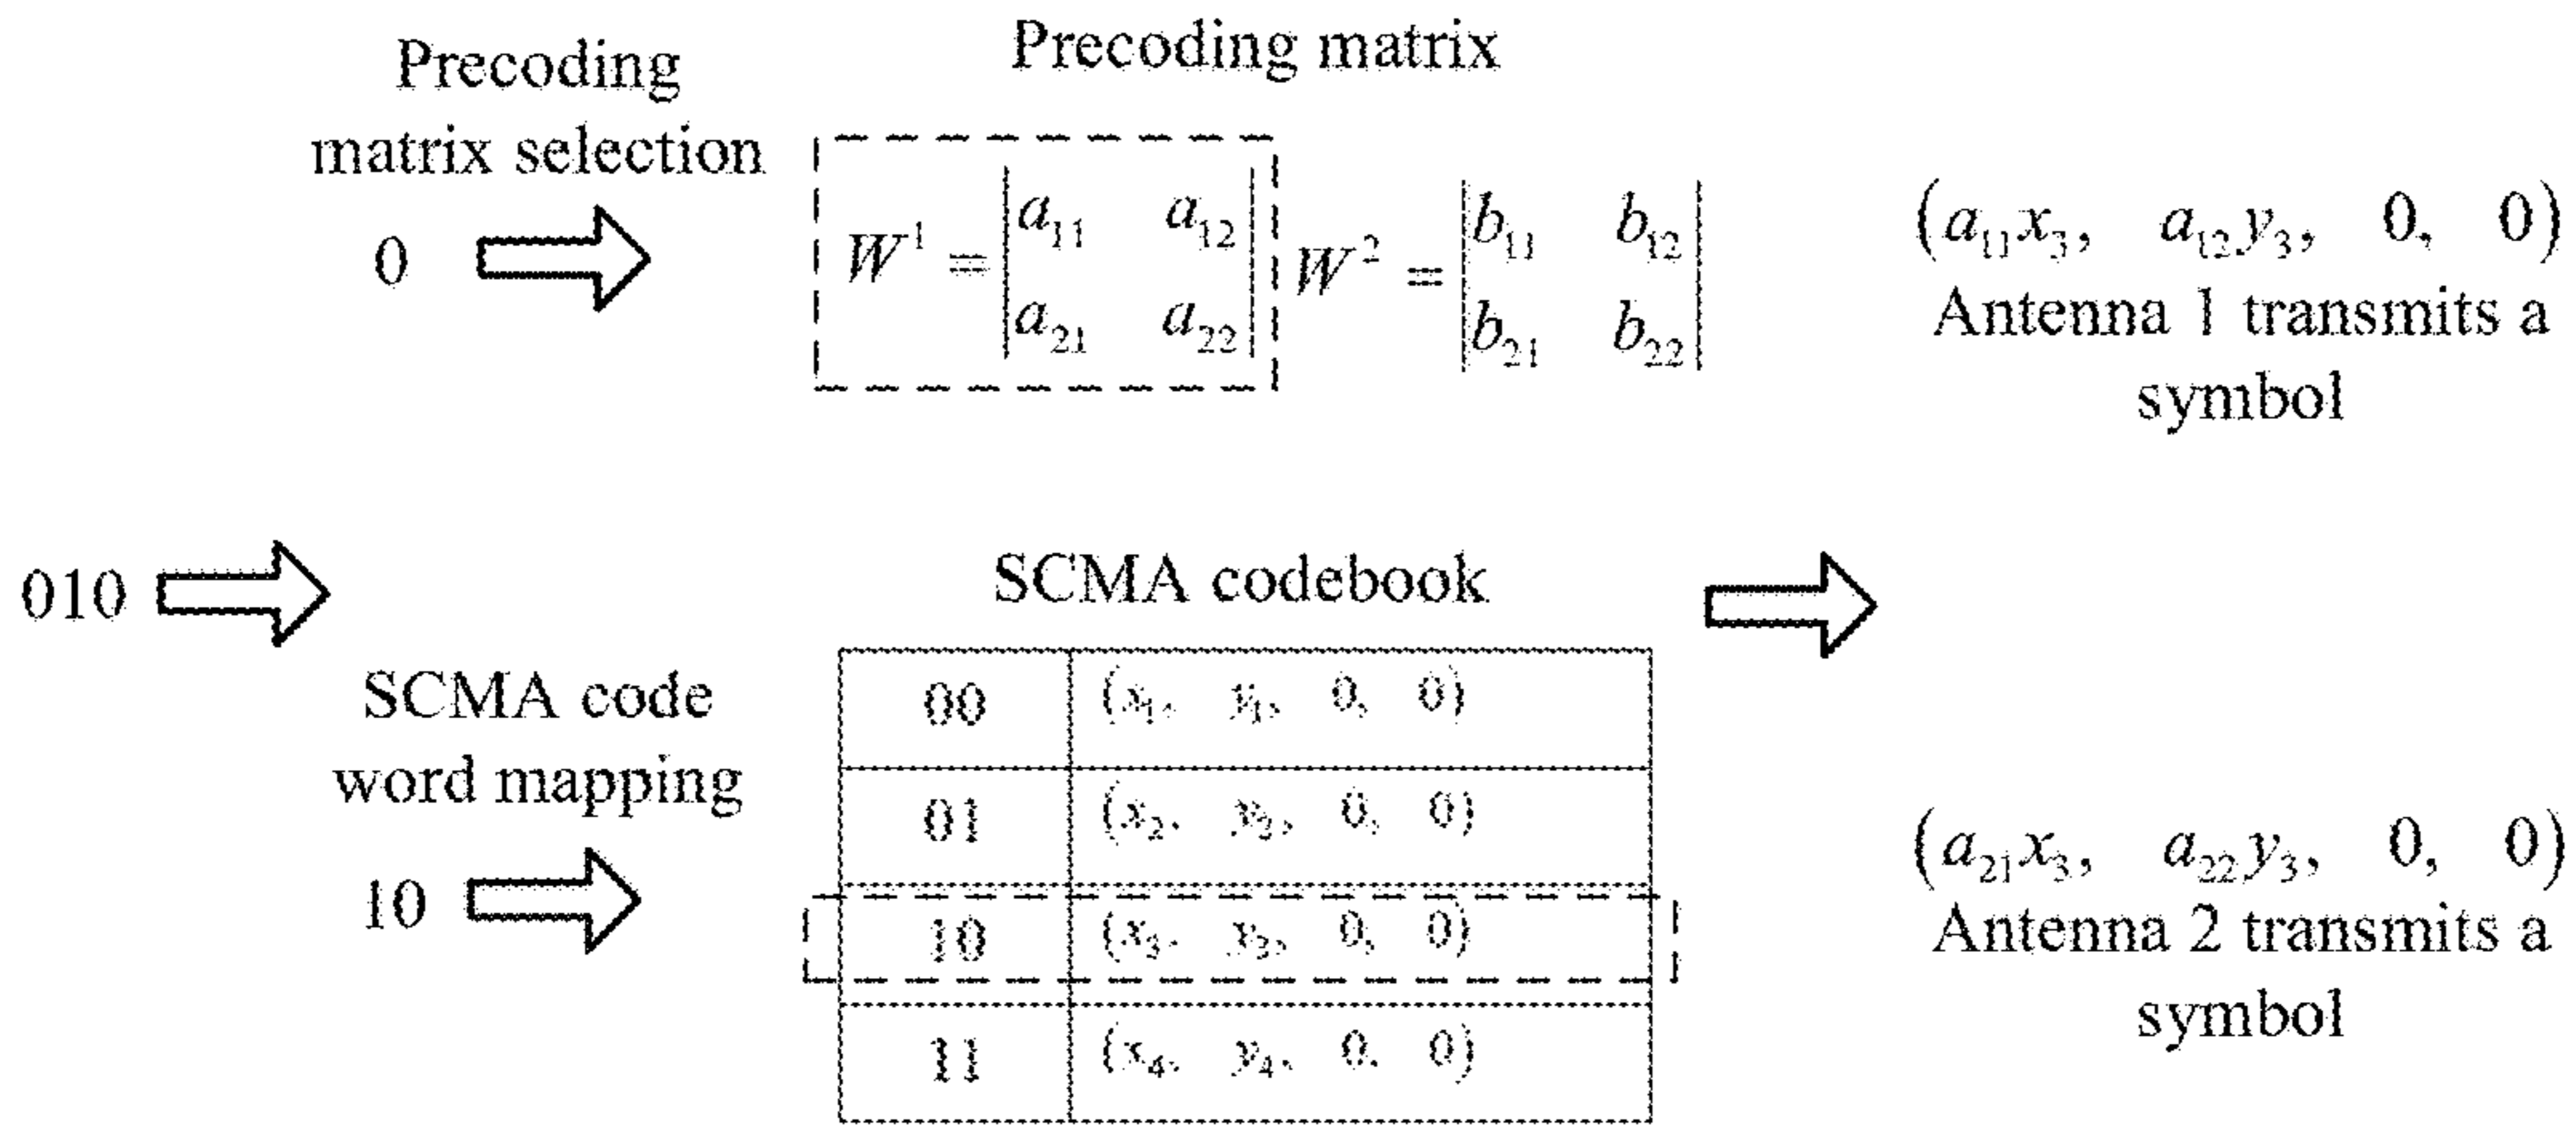 Precoding
matrix selection
0
Precoding matrix
W¹ = |a₁₁ a₁₂|
|a₂₁ a₂₂|
W² = |b₁₁ b₁₂|
|b₂₁ b₂₂|
(a₁₁x₃, a₁₂y₃, 0, 0)
Antenna 1 transmits a
symbol
010
SCMA code
word mapping
10
SCMA codebook
00 (x₁, y₁, 0, 0)
01 (x₂, y₂, 0, 0)
10 (x₃, y₃, 0, 0)
11 (x₄, y₄, 0, 0)
(a₂₁x₃, a₂₂y₃, 0, 0)
Antenna 2 transmits a
symbol